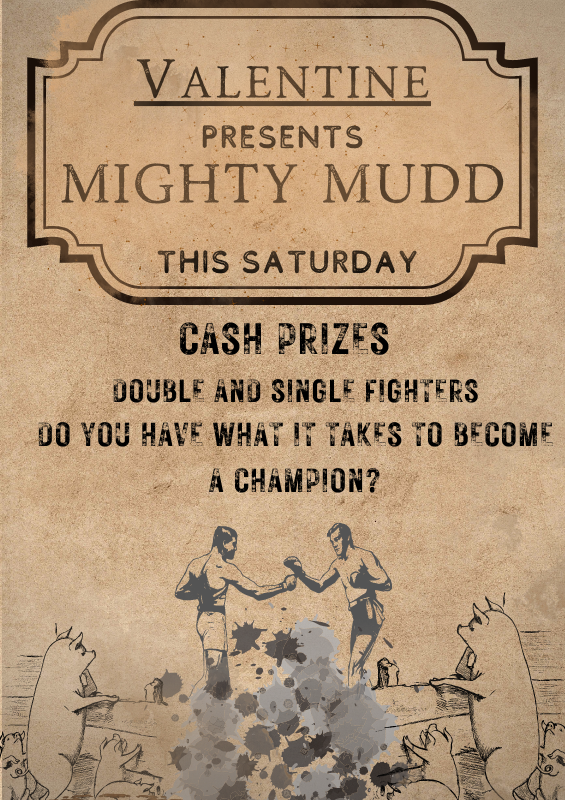 VALENTINE
PRESENTS
MIGHTY MUDD
THIS SATURDAY
CASH PRIZES
DOUBLE AND SINGLE FIGHTERS
DO YOU HAVE WHAT IT TAKES TO BECOME
A CHAMPION?